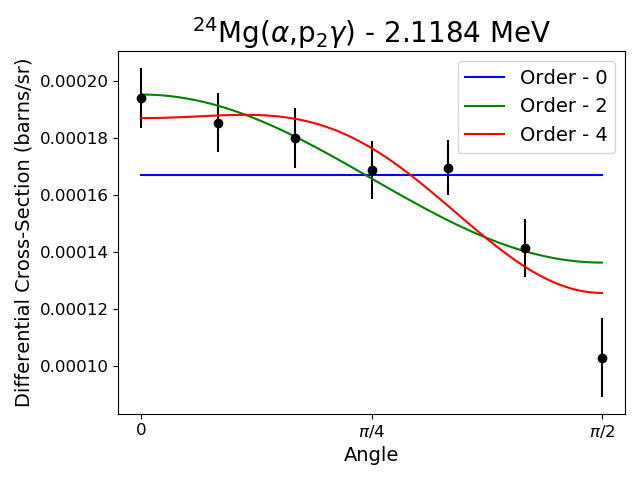 ²⁴Mg(α,p₂γ) - 2.1184 MeV
Order - 0
Order - 2
Order - 4
Differential Cross-Section (barns/sr)
0.00020
0.00018
0.00016
0.00014
0.00012
0.00010
0 π/4 π/2
Angle